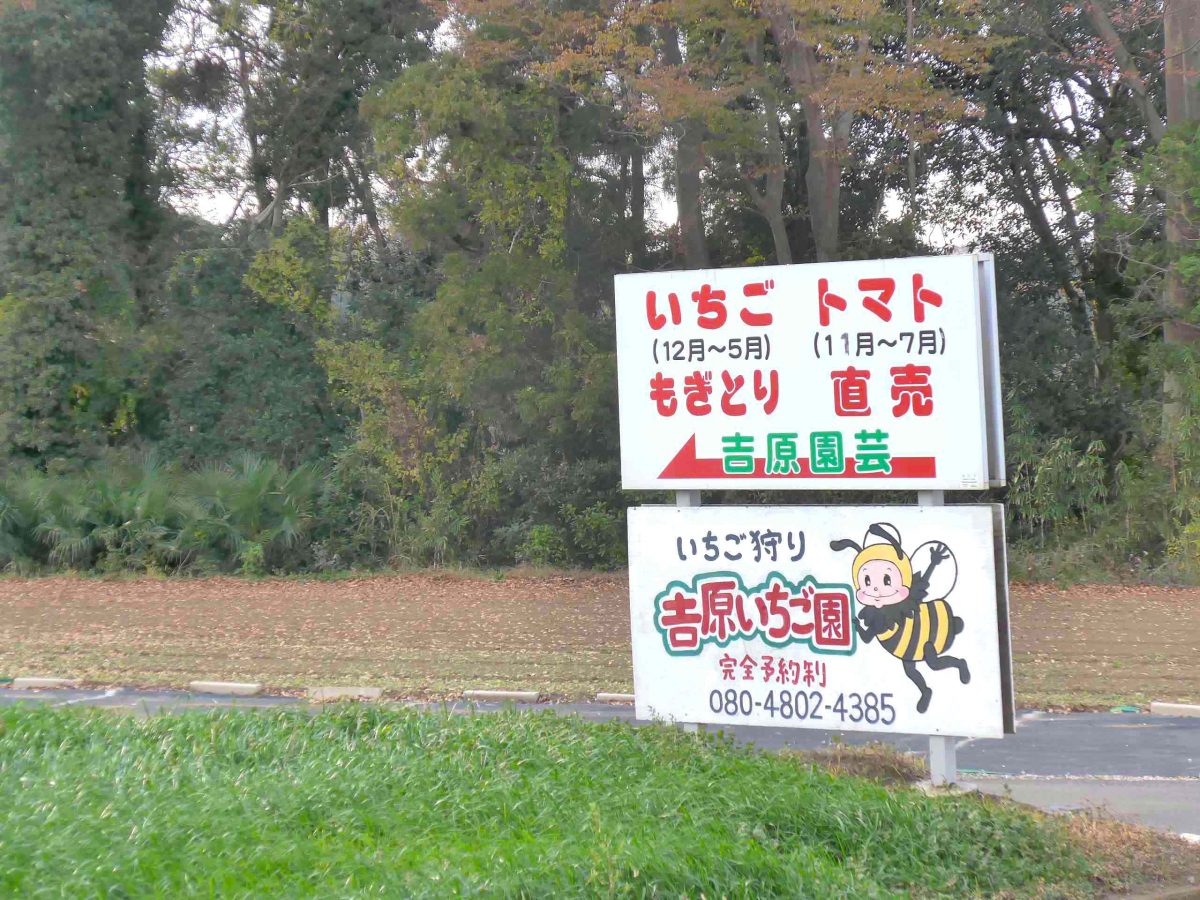 いちご トマト
(12月～5月) (11月～7月)
もぎとり 直売
吉原園芸
いちご狩り
吉原いちご園
完全予約制
080-4802-4385